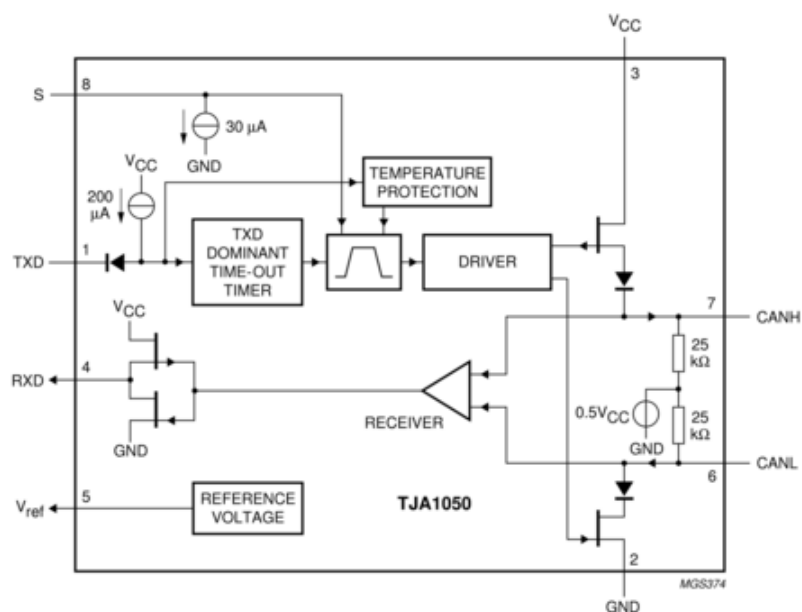 VCC
3
8
S
30 μA
GND
VCC
200
μA
TEMPERATURE
PROTECTION
1
TXD
TXD
DOMINANT
TIME-OUT
TIMER
DRIVER
7
CANH
VCC
25
kΩ
4
RXD
RECEIVER
0.5VCC
GND
25
kΩ
GND
CANL
6
5
Vref
REFERENCE
VOLTAGE
TJA1050
2
MGS374
GND